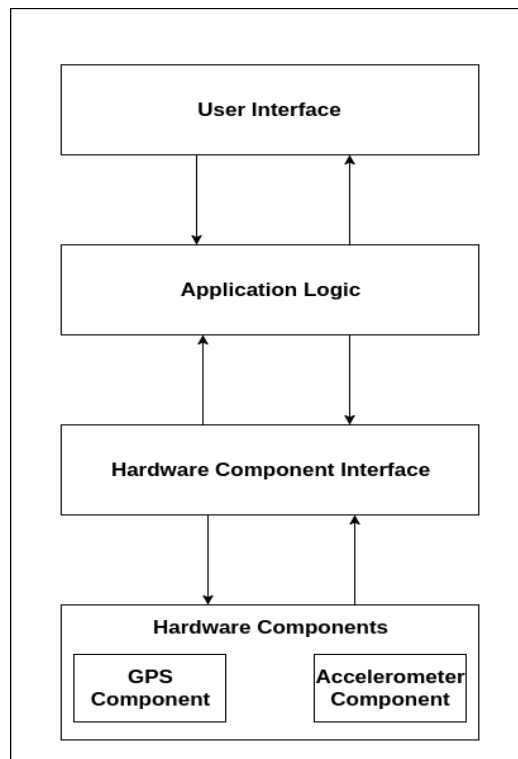 User Interface
Application Logic
Hardware Component Interface
Hardware Components
GPS
Component
Accelerometer
Component